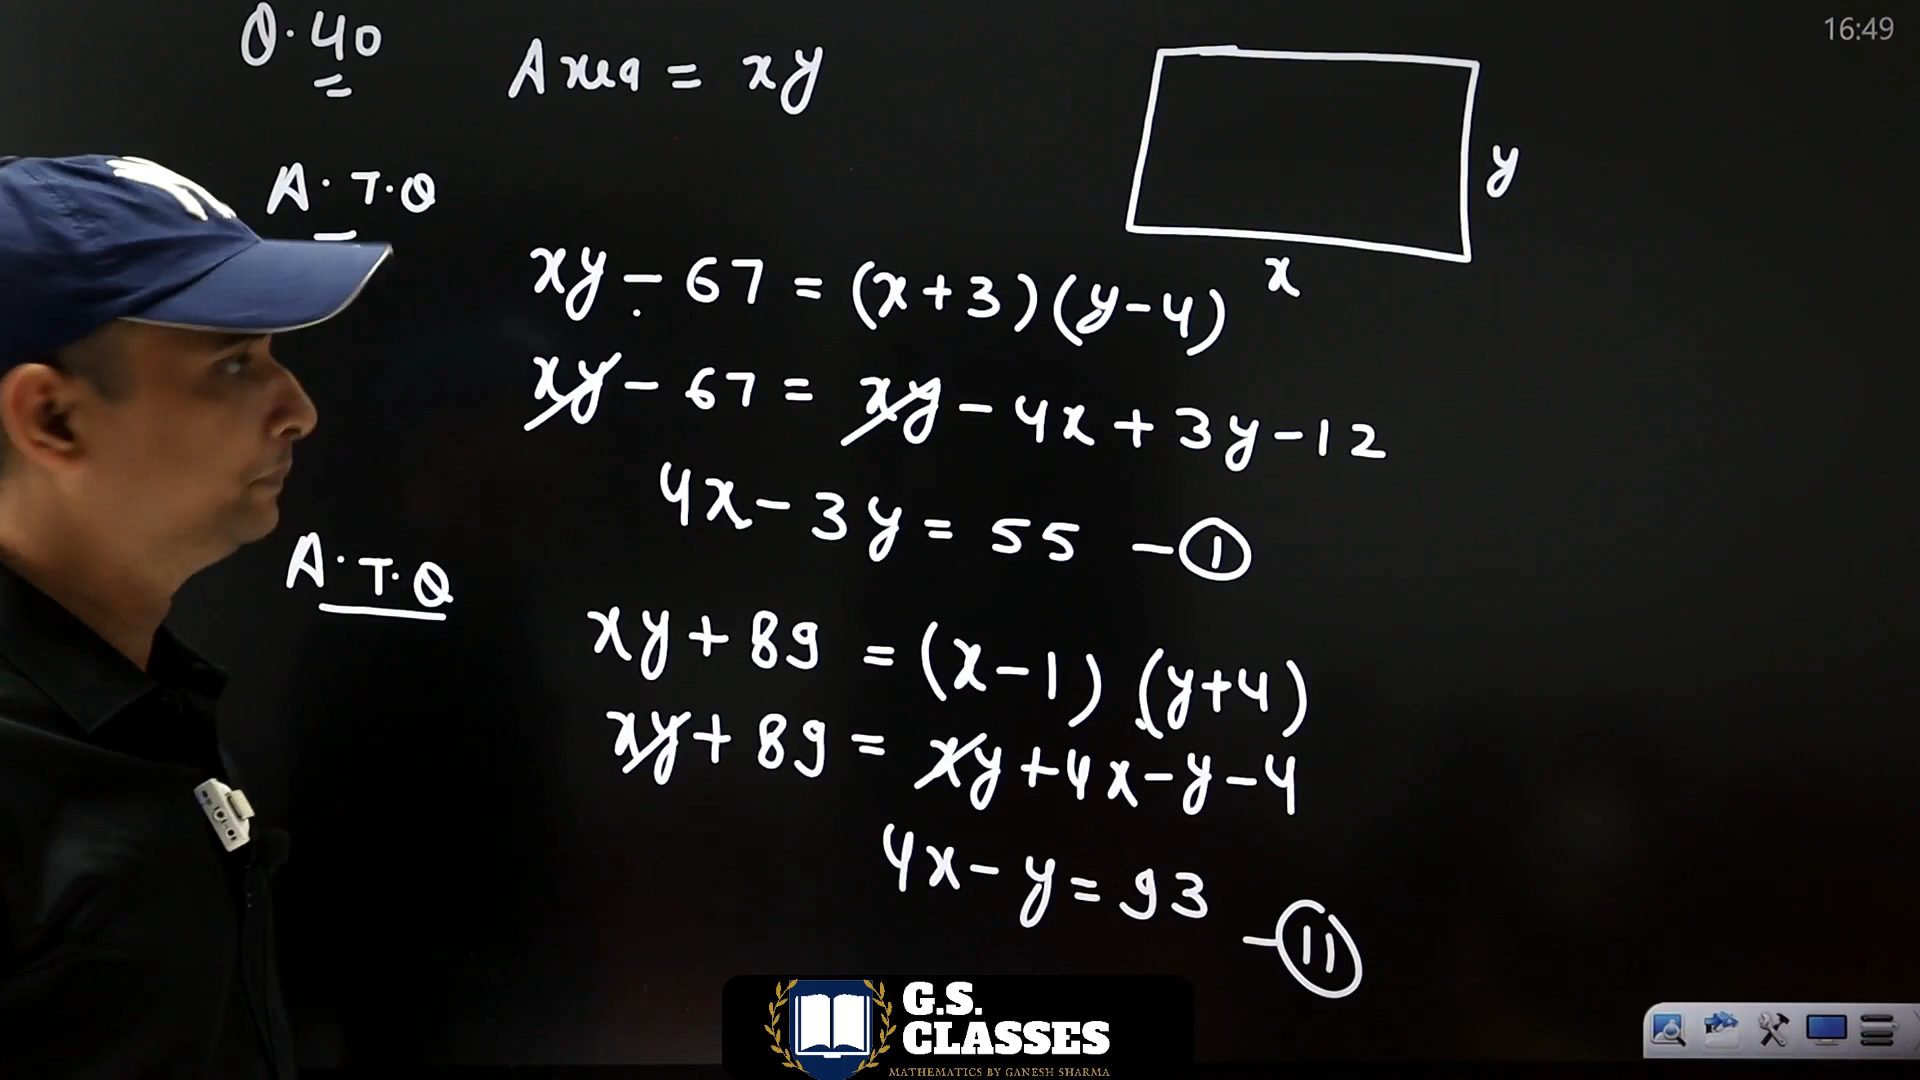 16:49
Q.40
Area = xy
A.T.Q
y
x
xy - 67 = (x+3)(y-4)
xy - 67 = xy - 4x + 3y - 12
4x - 3y = 55 - ①
A.T.Q
xy + 89 = (x-1) (y+4)
xy + 89 = xy + 4x - y - 4
4x - y = 93 - ⑪
G.S.
CLASSES
MATHEMATICS BY GANESH SHARMA